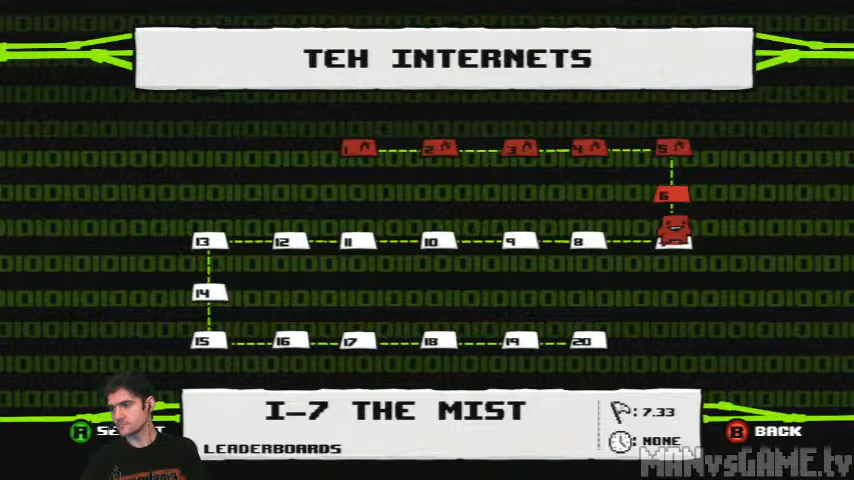 TEH INTERNETS
1 2 3 4 5
6
13 12 11 10 9 8
14
15 16 17 18 19 20
I-7 THE MIST
LEADERBOARDS
: 7.33
: NONE
A
B BACK
MANvsGAME.tv